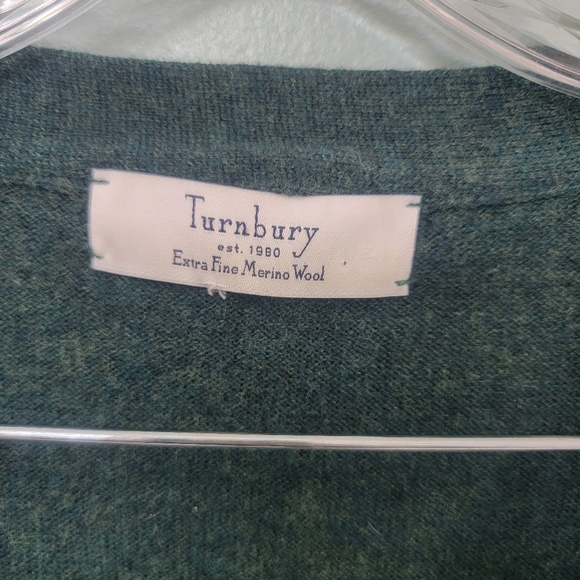 Turnbury
est. 1980
Extra Fine Merino Wool